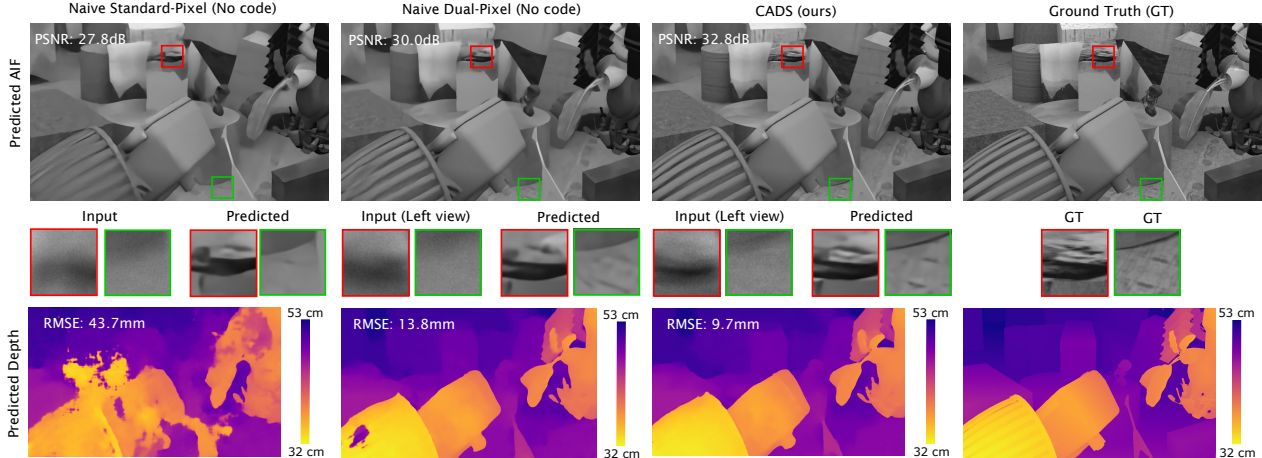 Naive Standard-Pixel (No code)
Naive Dual-Pixel (No code)
CADS (ours)
Ground Truth (GT)
Predicted AIF
PSNR: 27.8dB
PSNR: 30.0dB
PSNR: 32.8dB
Input
Predicted
Input (Left view)
Predicted
Input (Left view)
Predicted
GT
GT
Predicted Depth
RMSE: 43.7mm
53 cm
32 cm
RMSE: 13.8mm
53 cm
32 cm
RMSE: 9.7mm
53 cm
32 cm
53 cm
32 cm